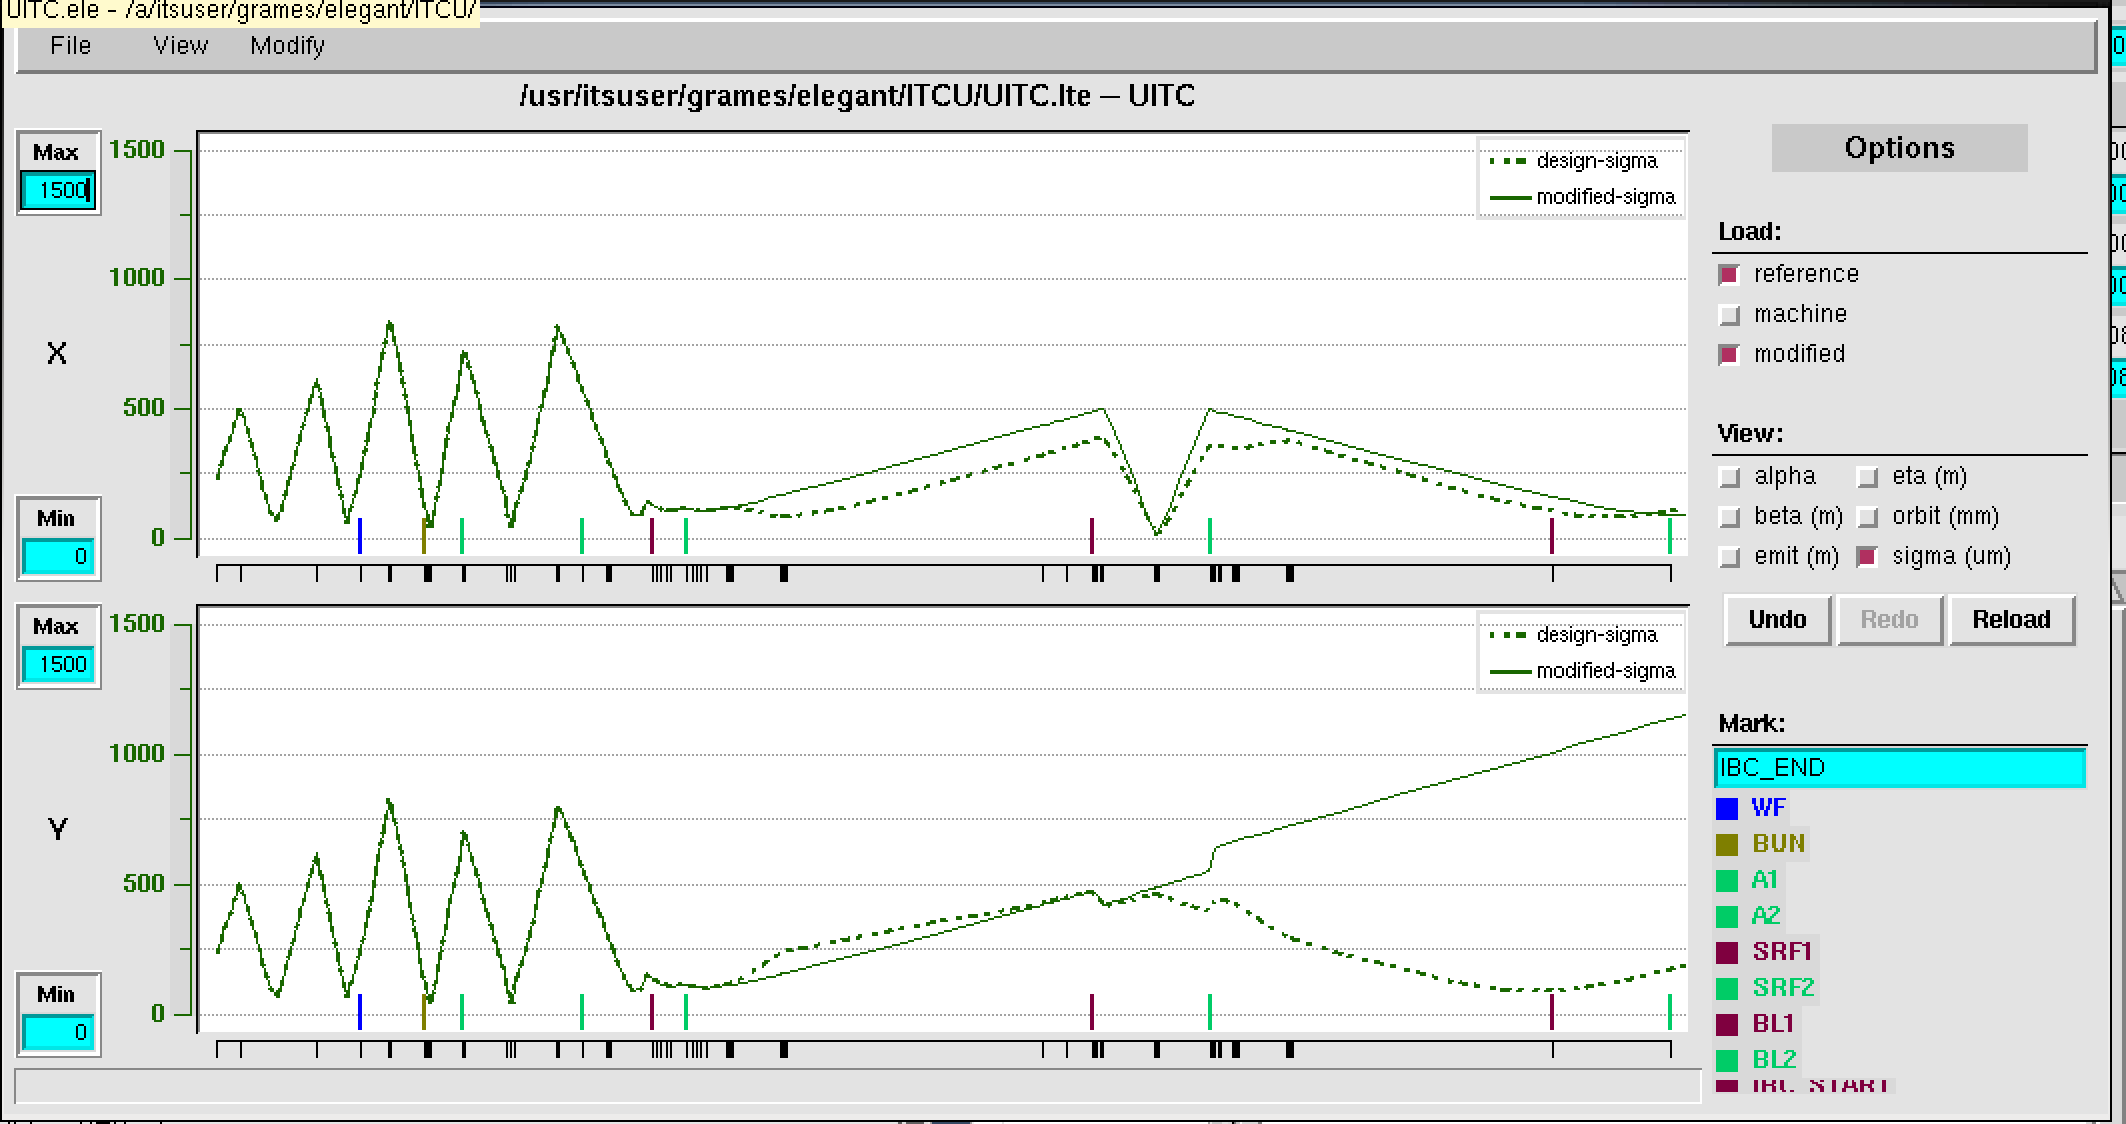 UITC.ele - /a/itsuser/grames/elegant/ITCU/
File View Modify
/usr/itsuser/grames/elegant/ITCU/UITC.lte — UITC
Max
1500
X
Min
0
1500
1000
500
0
design-sigma
modified-sigma
Max
1500
Y
Min
0
1500
1000
500
0
design-sigma
modified-sigma
Options
Load:
reference
machine
modified
View:
alpha eta (m)
beta (m) orbit (mm)
emit (m) sigma (um)
Undo Redo Reload
Mark:
IBC_END
WF
BUN
A1
A2
SRF1
SRF2
BL1
BL2
IBC_START